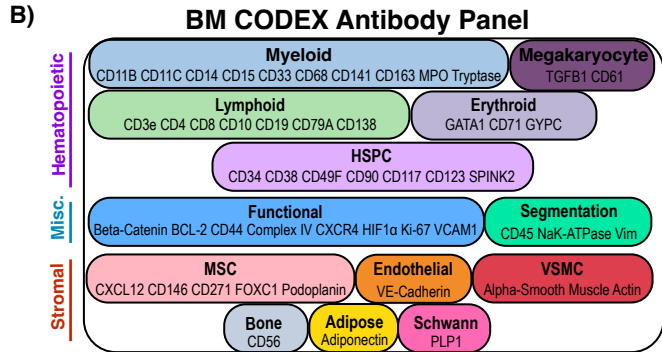 B)
BM CODEX Antibody Panel
Hematopoietic
Myeloid
CD11B CD11C CD14 CD15 CD33 CD68 CD141 CD163 MPO Tryptase
Megakaryocyte
TGFB1 CD61
Lymphoid
CD3e CD4 CD8 CD10 CD19 CD79A CD138
Erythroid
GATA1 CD71 GYPC
HSPC
CD34 CD38 CD49F CD90 CD117 CD123 SPINK2
Misc.
Functional
Beta-Catenin BCL-2 CD44 Complex IV CXCR4 HIF1α Ki-67 VCAM1
Segmentation
CD45 NaK-ATPase Vim
Stromal
MSC
CXCL12 CD146 CD271 FOXC1 Podoplanin
Endothelial
VE-Cadherin
VSMC
Alpha-Smooth Muscle Actin
Bone
CD56
Adipose
Adiponectin
Schwann
PLP1